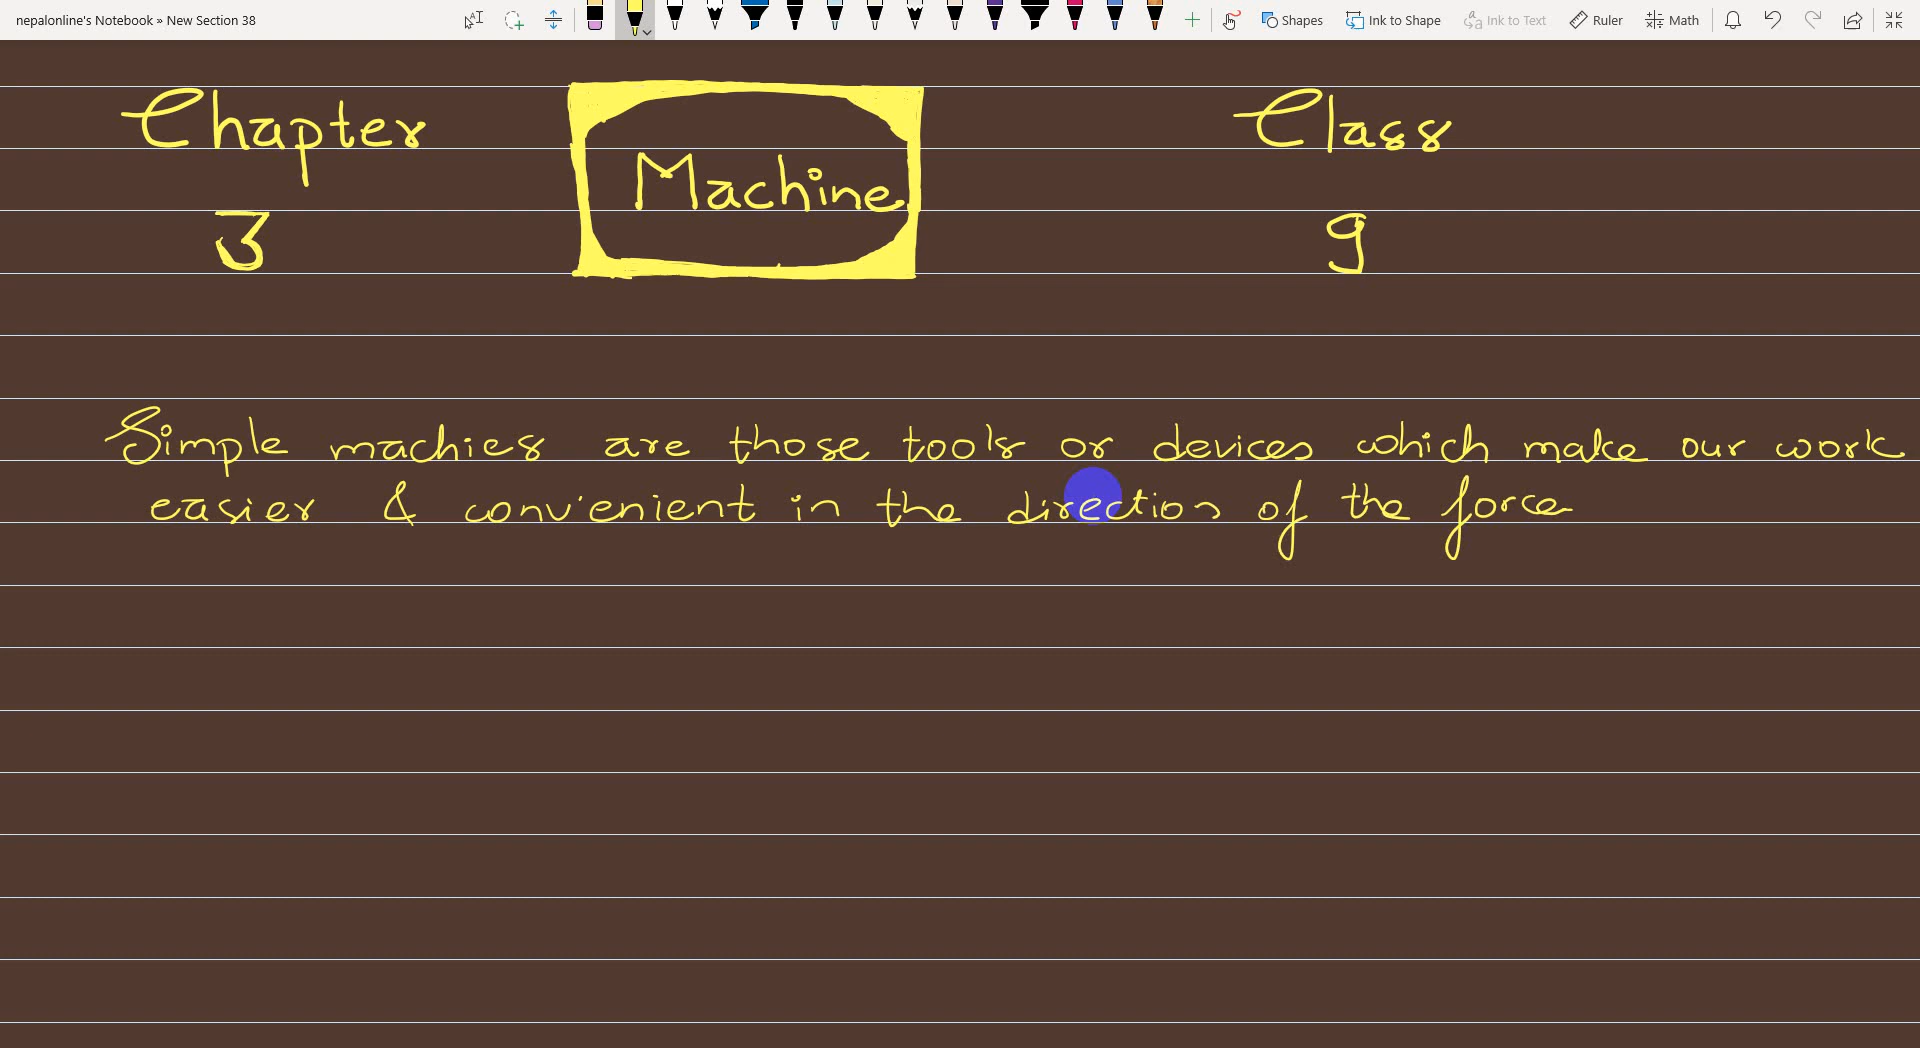 nepalonline's Notebook » New Section 38
Shapes
Ink to Shape
Ink to Text
Ruler
Math
Chapter
3
Machine
Class
9
Simple machies are those tools or devices which make our work
easier & convenient in the direction of the force